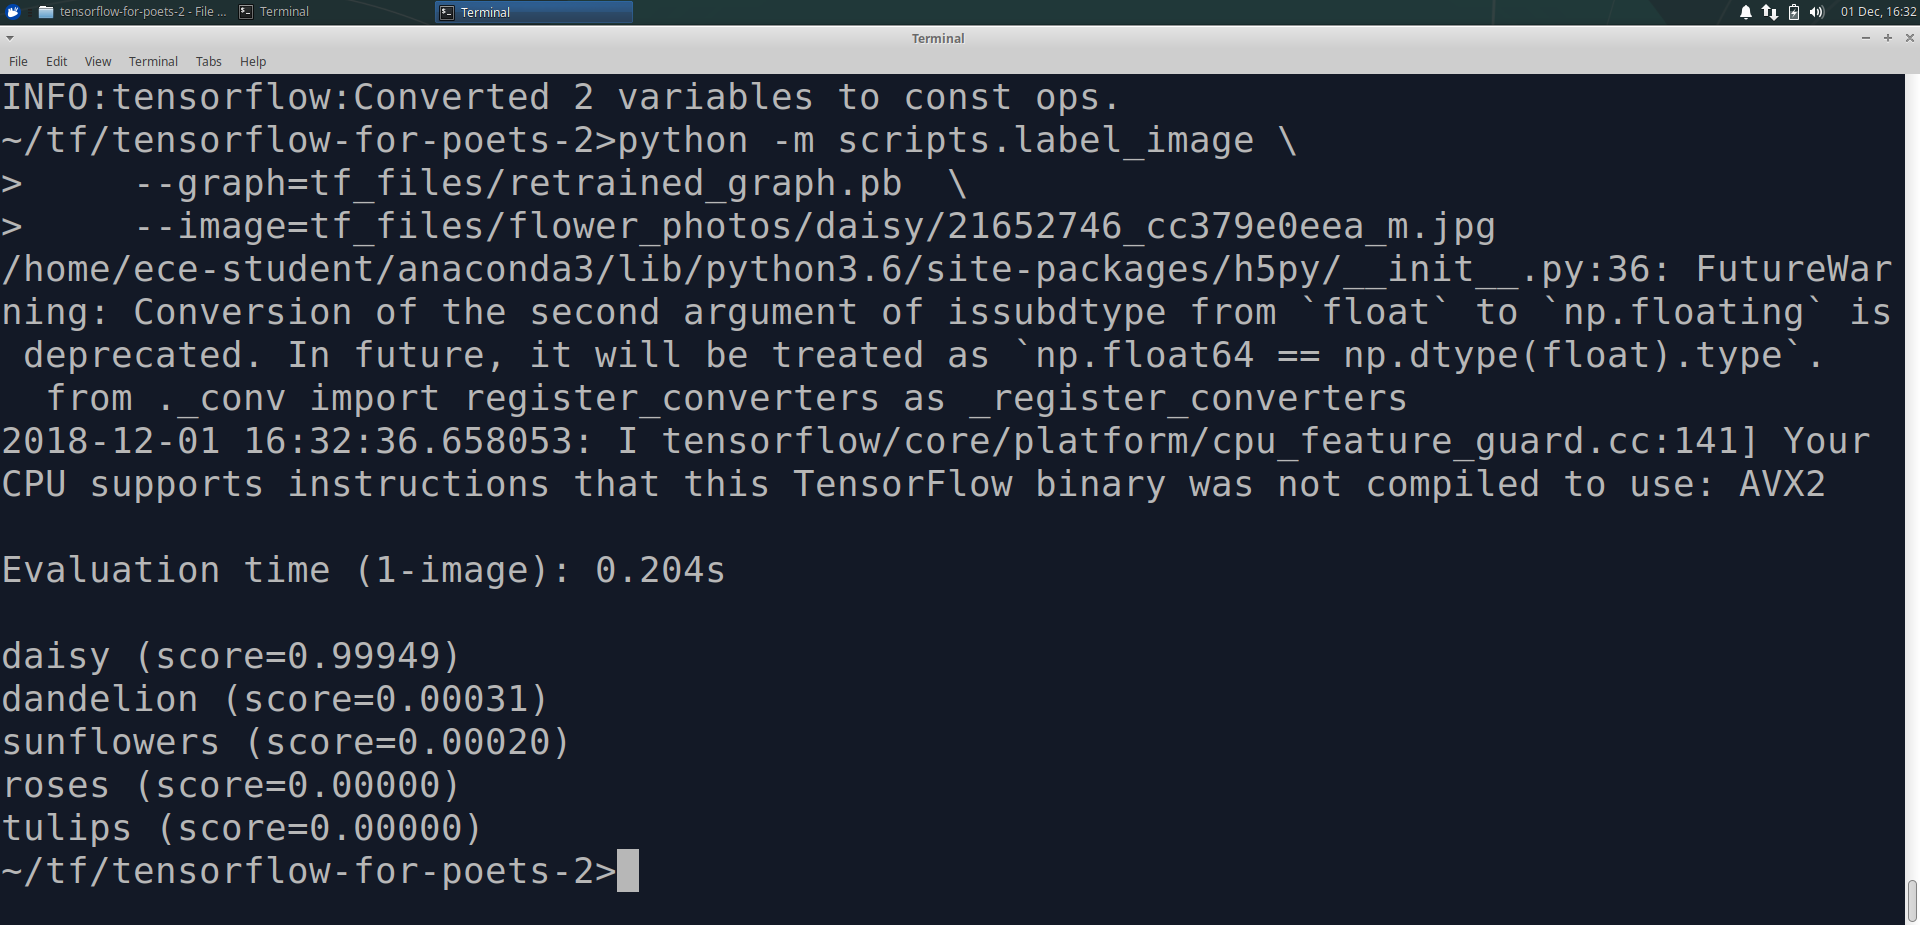 tensorflow-for-poets-2 - File ...
Terminal
Terminal
01 Dec, 16:32
Terminal
File Edit View Terminal Tabs Help
INFO:tensorflow:Converted 2 variables to const ops.
~/tf/tensorflow-for-poets-2>python -m scripts.label_image \
>     --graph=tf_files/retrained_graph.pb  \
>     --image=tf_files/flower_photos/daisy/21652746_cc379e0eea_m.jpg
/home/ece-student/anaconda3/lib/python3.6/site-packages/h5py/__init__.py:36: FutureWar
ning: Conversion of the second argument of issubdtype from `float` to `np.floating` is
 deprecated. In future, it will be treated as `np.float64 == np.dtype(float).type`.
  from ._conv import register_converters as _register_converters
2018-12-01 16:32:36.658053: I tensorflow/core/platform/cpu_feature_guard.cc:141] Your
CPU supports instructions that this TensorFlow binary was not compiled to use: AVX2
Evaluation time (1-image): 0.204s
daisy (score=0.99949)
dandelion (score=0.00031)
sunflowers (score=0.00020)
roses (score=0.00000)
tulips (score=0.00000)
~/tf/tensorflow-for-poets-2>